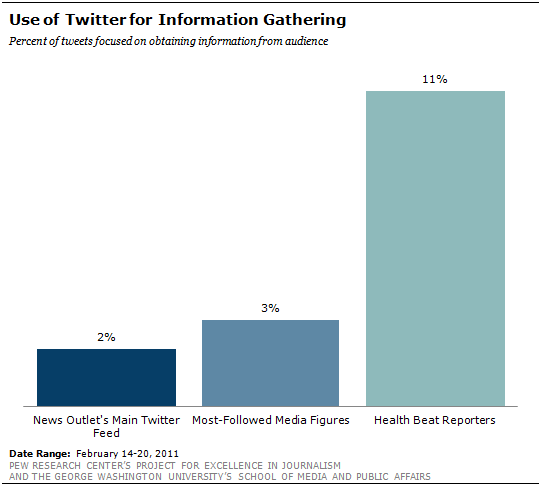 Use of Twitter for Information Gathering
Percent of tweets focused on obtaining information from audience
11%
3%
2%
News Outlet's Main Twitter Feed
Most-Followed Media Figures
Health Beat Reporters
Date Range: February 14-20, 2011
PEW RESEARCH CENTER'S PROJECT FOR EXCELLENCE IN JOURNALISM
AND THE GEORGE WASHINGTON UNIVERSITY'S SCHOOL OF MEDIA AND PUBLIC AFFAIRS